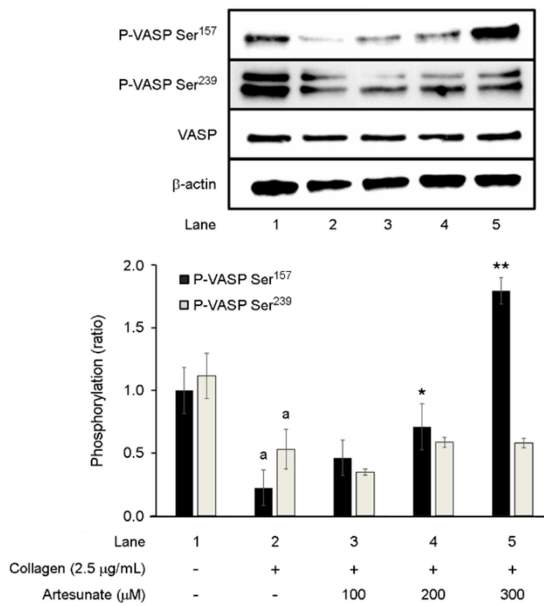 P-VASP Ser¹⁵⁷
P-VASP Ser²³⁹
VASP
β-actin
Lane 1 2 3 4 5
2.0
1.5
1.0
0.5
0.0
Phosphorylation (ratio)
P-VASP Ser¹⁵⁷
P-VASP Ser²³⁹
a
a
*
**
Lane 1 2 3 4 5
Collagen (2.5 μg/mL) - + + + +
Artesunate (μM) - - 100 200 300